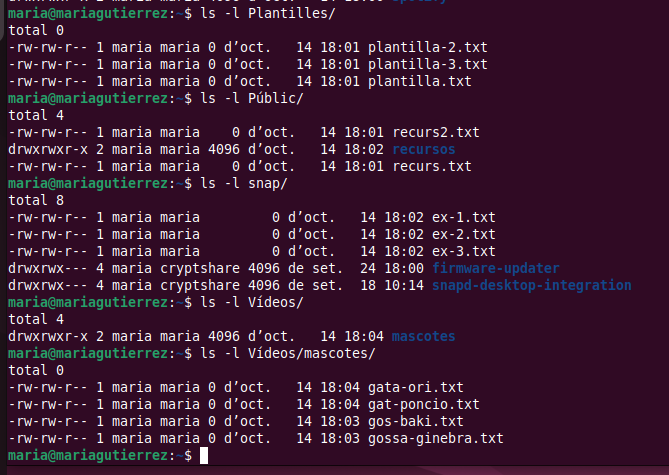 maria@mariagutierrez:~$ ls -l Plantilles/
total 0
-rw-rw-r-- 1 maria maria 0 d’oct.   14 18:01 plantilla-2.txt
-rw-rw-r-- 1 maria maria 0 d’oct.   14 18:01 plantilla-3.txt
-rw-rw-r-- 1 maria maria 0 d’oct.   14 18:01 plantilla.txt
maria@mariagutierrez:~$ ls -l Públic/
total 4
-rw-rw-r-- 1 maria maria    0 d’oct.   14 18:01 recurs2.txt
drwxrwxr-x 2 maria maria 4096 d’oct.   14 18:02 recursos
-rw-rw-r-- 1 maria maria    0 d’oct.   14 18:01 recurs.txt
maria@mariagutierrez:~$ ls -l snap/
total 8
-rw-rw-r-- 1 maria maria         0 d’oct.   14 18:02 ex-1.txt
-rw-rw-r-- 1 maria maria         0 d’oct.   14 18:02 ex-2.txt
-rw-rw-r-- 1 maria maria         0 d’oct.   14 18:02 ex-3.txt
drwxrwx--- 4 maria cryptshare 4096 de set.  24 18:00 firmware-updater
drwxrwx--- 4 maria cryptshare 4096 de set.  18 10:14 snapd-desktop-integration
maria@mariagutierrez:~$ ls -l Vídeos/
total 4
drwxrwxr-x 2 maria maria 4096 d’oct.   14 18:04 mascotes
maria@mariagutierrez:~$ ls -l Vídeos/mascotes/
total 0
-rw-rw-r-- 1 maria maria 0 d’oct.   14 18:04 gata-ori.txt
-rw-rw-r-- 1 maria maria 0 d’oct.   14 18:04 gat-poncio.txt
-rw-rw-r-- 1 maria maria 0 d’oct.   14 18:03 gos-baki.txt
-rw-rw-r-- 1 maria maria 0 d’oct.   14 18:03 gossa-ginebra.txt
maria@mariagutierrez:~$